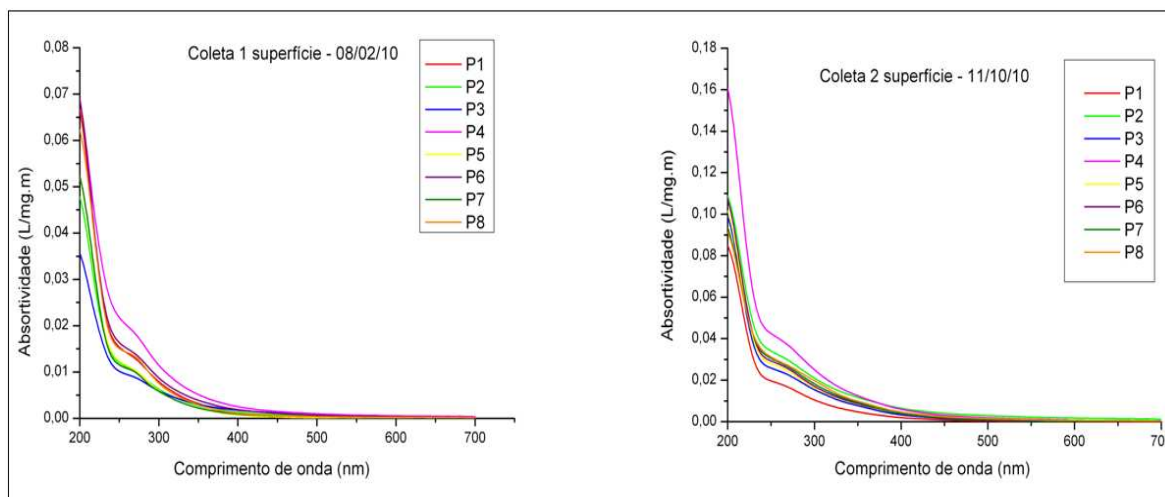 Coleta 1 superfície - 08/02/10
P1
P2
P3
P4
P5
P6
P7
P8
Absortividade (L/mg.m)
0,08
0,07
0,06
0,05
0,04
0,03
0,02
0,01
0,00
200
300
400
500
600
700
Comprimento de onda (nm)
Coleta 2 superfície - 11/10/10
P1
P2
P3
P4
P5
P6
P7
P8
Absortividade (L/mg.m)
0,18
0,16
0,14
0,12
0,10
0,08
0,06
0,04
0,02
0,00
200
300
400
500
600
70
Comprimento de onda (nm)